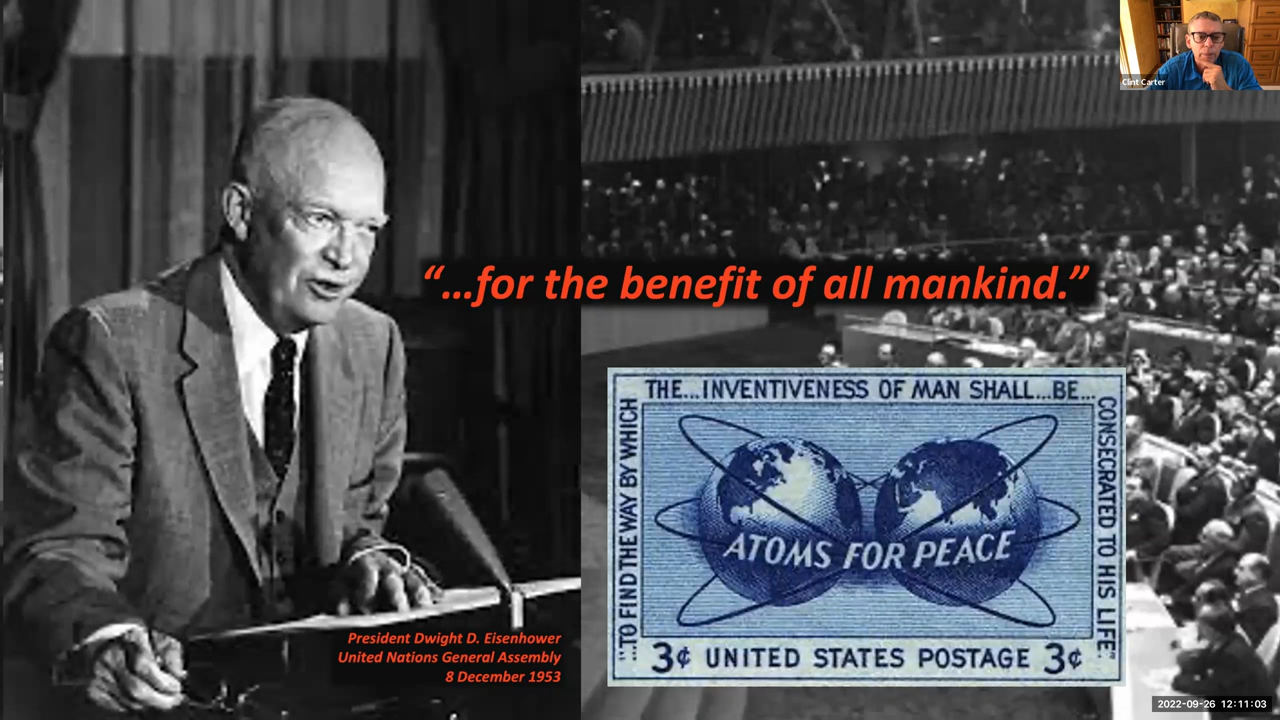 Clint Carter
“...for the benefit of all mankind.”
THE...INVENTIVENESS OF MAN SHALL...BE...
"TO FIND THE WAY BY WHICH
CONSECRATED TO HIS LIFE"
ATOMS FOR PEACE
3¢ UNITED STATES POSTAGE 3¢
President Dwight D. Eisenhower
United Nations General Assembly
8 December 1953
2022-09-26 12:11:03